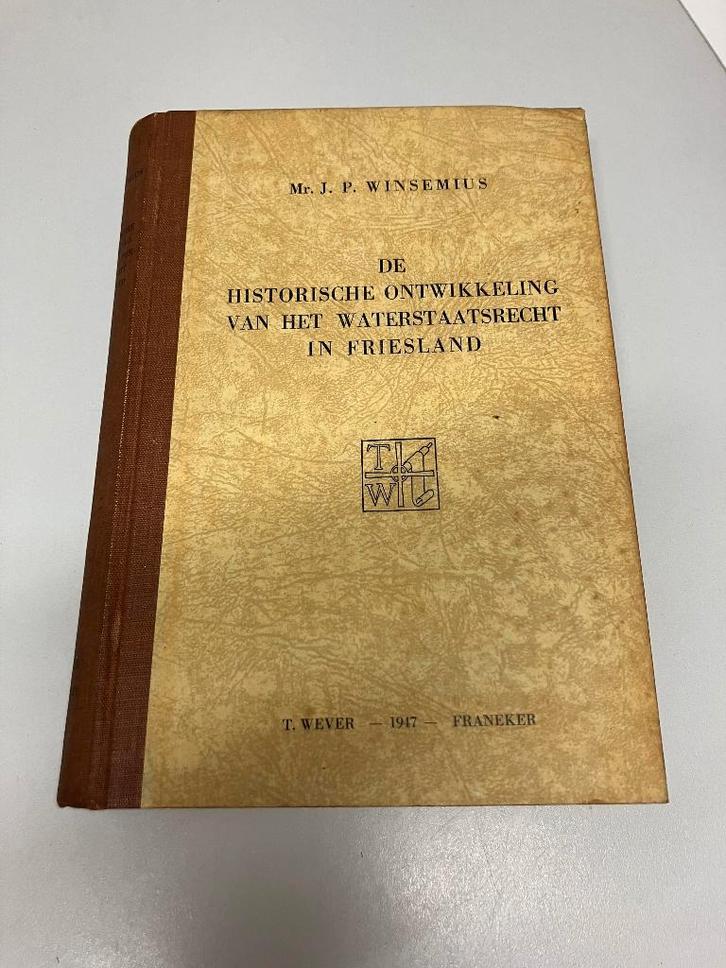 Mr. J. P. WINSEMIUS
DE
HISTORISCHE ONTWIKKELING
VAN HET WATERSTAATSRECHT
IN FRIESLAND
T
W
T. WEVER — 1947 — FRANEKER